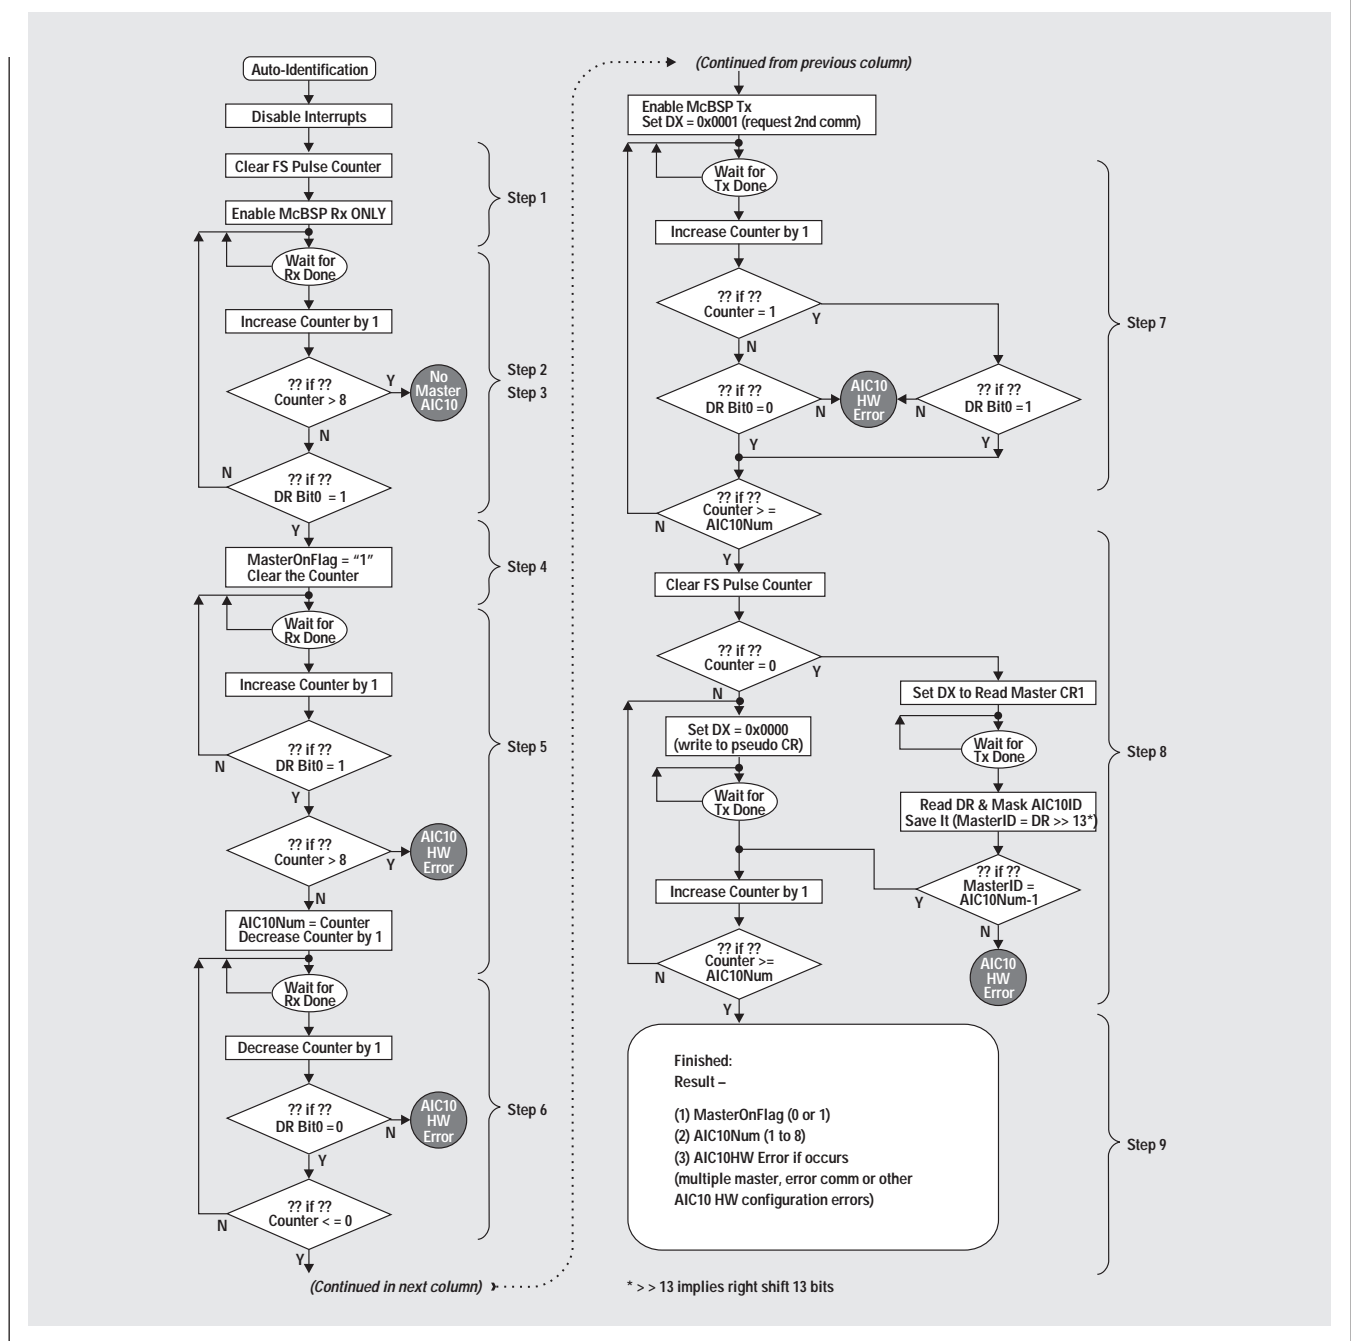 Auto-Identification
Disable Interrupts
Clear FS Pulse Counter
Enable McBSP Rx ONLY
Step 1
Wait for
Rx Done
Increase Counter by 1
?? if ??
Counter > 8
Y
No
Master
AIC10
N
Step 2
Step 3
?? if ??
DR Bit0 = 1
N
Y
MasterOnFlag = “1”
Clear the Counter
Step 4
Wait for
Rx Done
Increase Counter by 1
?? if ??
DR Bit0 = 1
N
Y
Step 5
?? if ??
Counter > 8
Y
AIC10
HW
Error
N
AIC10Num = Counter
Decrease Counter by 1
Wait for
Rx Done
Decrease Counter by 1
?? if ??
DR Bit0 = 0
N
AIC10
HW
Error
Y
Step 6
?? if ??
Counter < = 0
N
Y
(Continued in next column)
(Continued from previous column)
Enable McBSP Tx
Set DX = 0x0001 (request 2nd comm)
Wait for
Tx Done
Increase Counter by 1
?? if ??
Counter = 1
Y
N
Step 7
?? if ??
DR Bit0 = 0
N
AIC10
HW
Error
N
?? if ??
DR Bit0 = 1
Y
Y
?? if ??
Counter > =
AIC10Num
N
Y
Clear FS Pulse Counter
?? if ??
Counter = 0
Y
N
Set DX to Read Master CR1
Set DX = 0x0000
(write to pseudo CR)
Wait for
Tx Done
Step 8
Wait for
Tx Done
Read DR & Mask AIC10ID
Save It (MasterID = DR >> 13*)
?? if ??
MasterID =
AIC10Num-1
Y
N
AIC10
HW
Error
Increase Counter by 1
?? if ??
Counter >=
AIC10Num
N
Y
Finished:
Result –
(1) MasterOnFlag (0 or 1)
(2) AIC10Num (1 to 8)
(3) AIC10HW Error if occurs
(multiple master, error comm or other
AIC10 HW configuration errors)
Step 9
* > > 13 implies right shift 13 bits